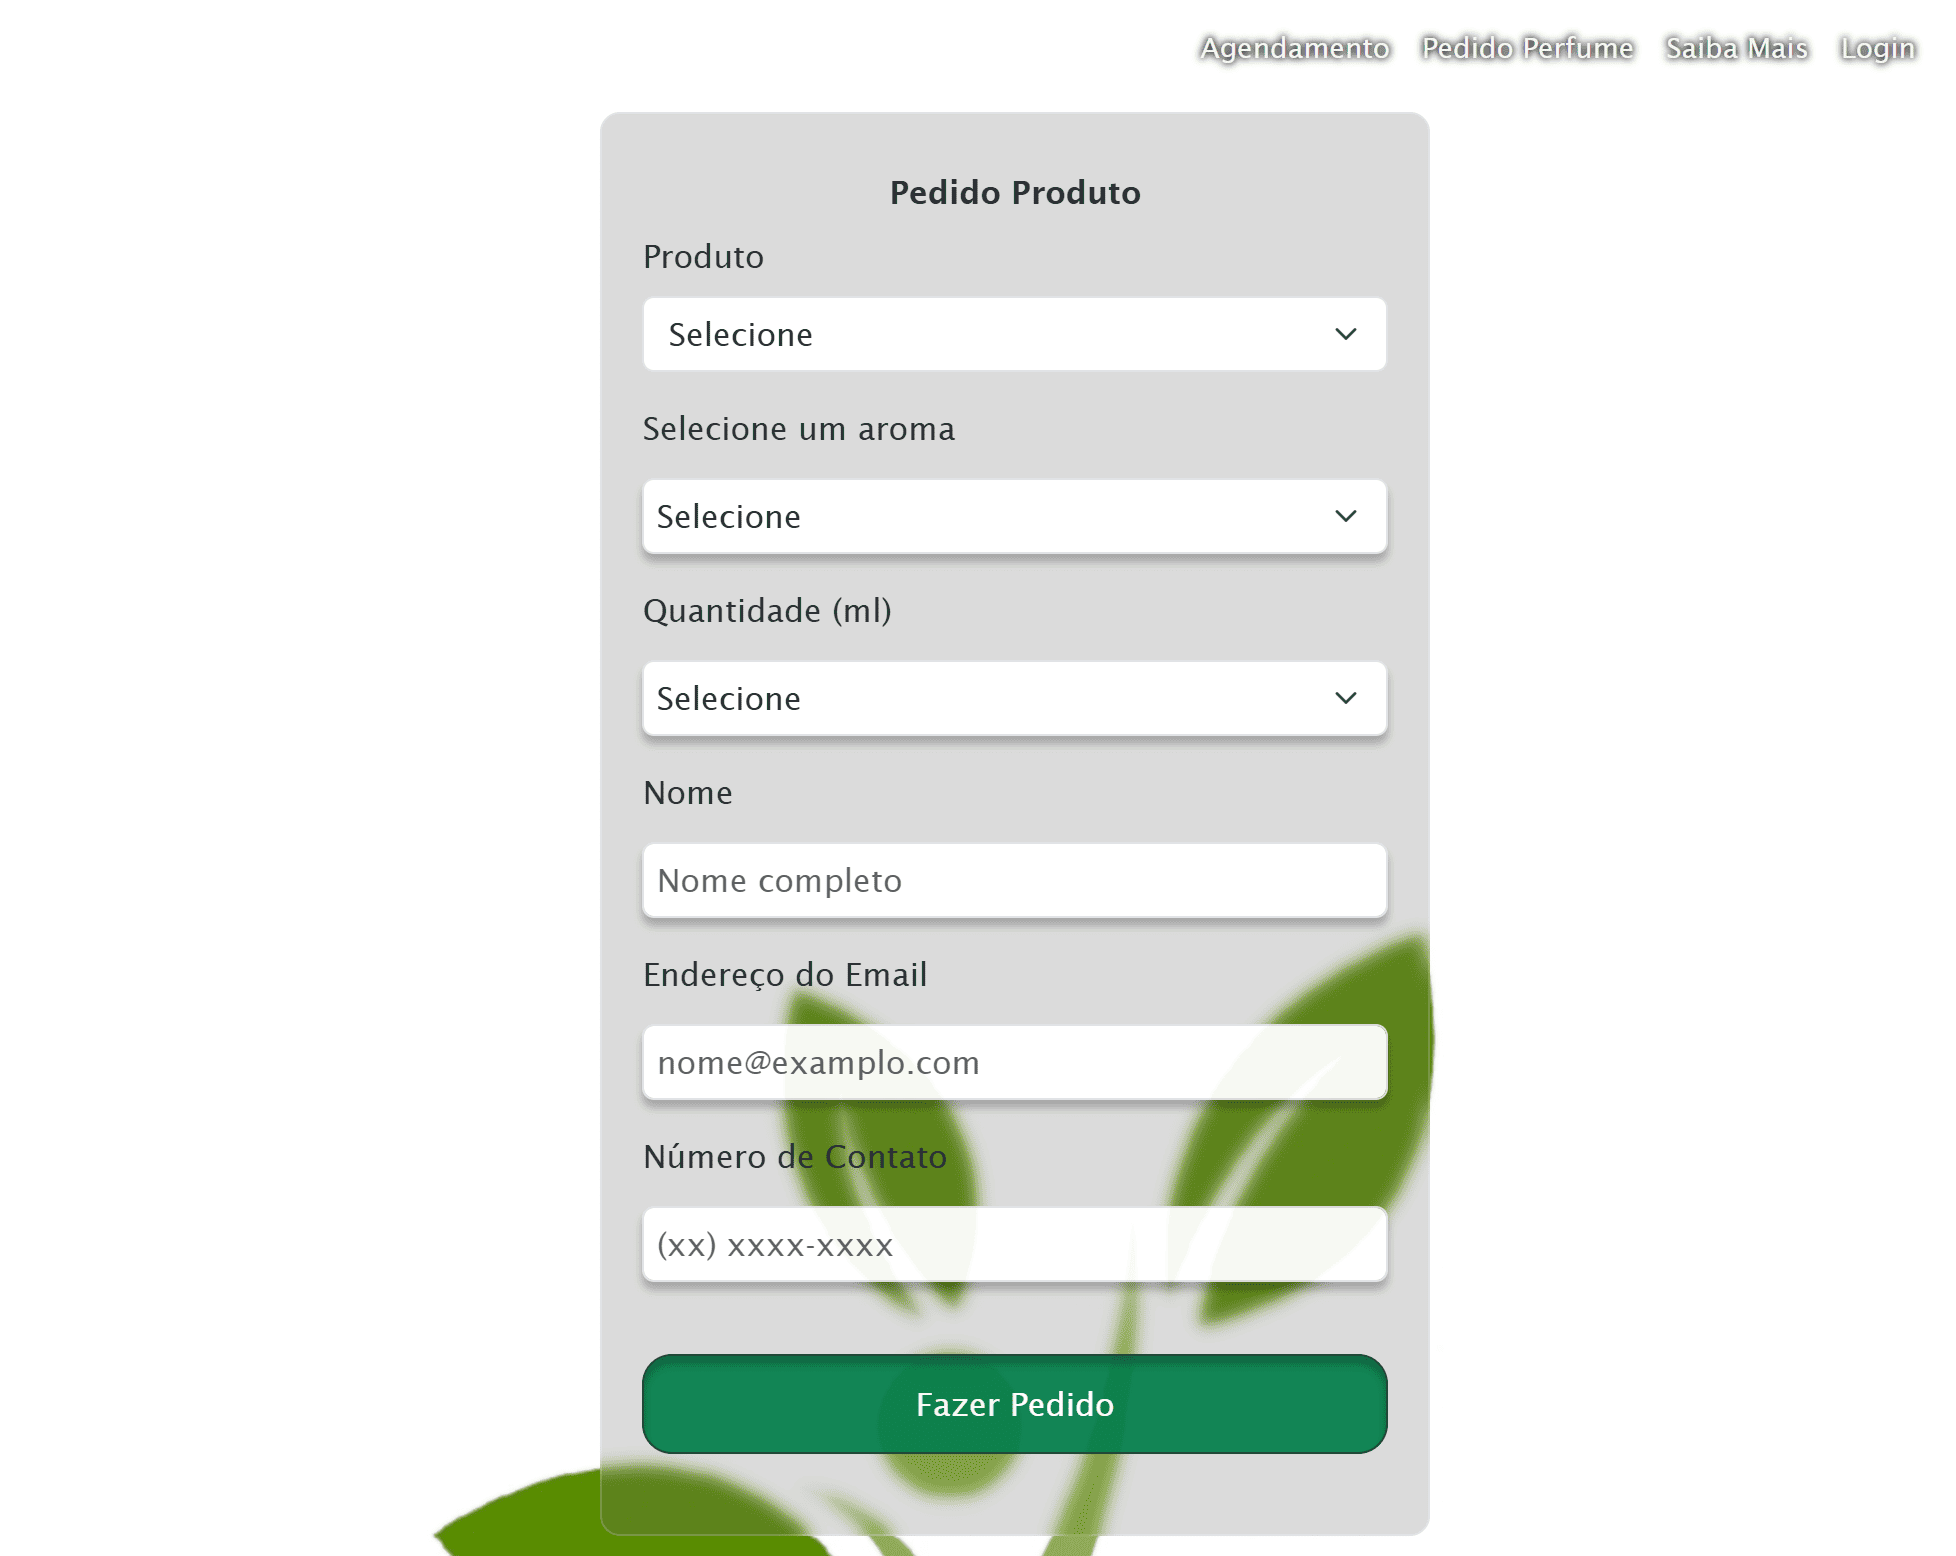 Agendamento Pedido Perfume Saiba Mais Login
Pedido Produto
Produto
Selecione
Selecione um aroma
Selecione
Quantidade (ml)
Selecione
Nome
Nome completo
Endereço do Email
nome@examplo.com
Número de Contato
(xx) xxxx-xxxx
Fazer Pedido